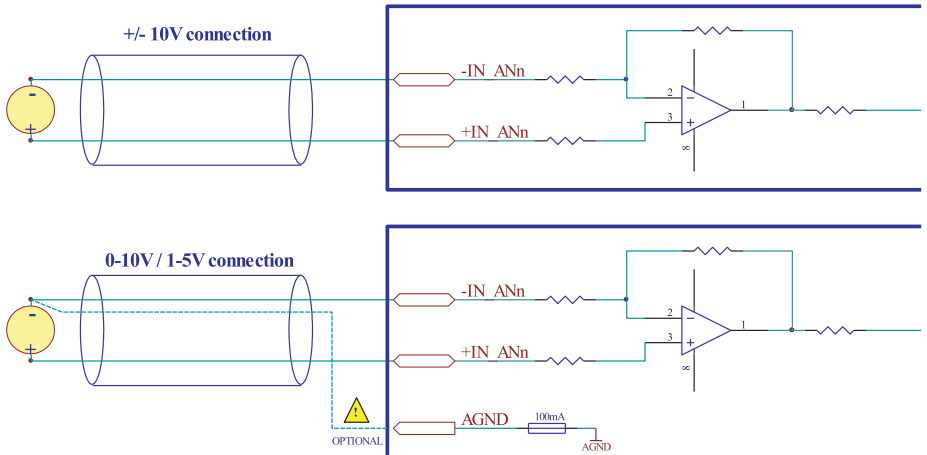 +/- 10V connection
-IN_ANn
-
+
+IN_ANn
2
-
1
3
+
∞
0-10V / 1-5V connection
-IN_ANn
-
+
+IN_ANn
2
-
1
3
+
∞
!
OPTIONAL
AGND
100mA
AGND